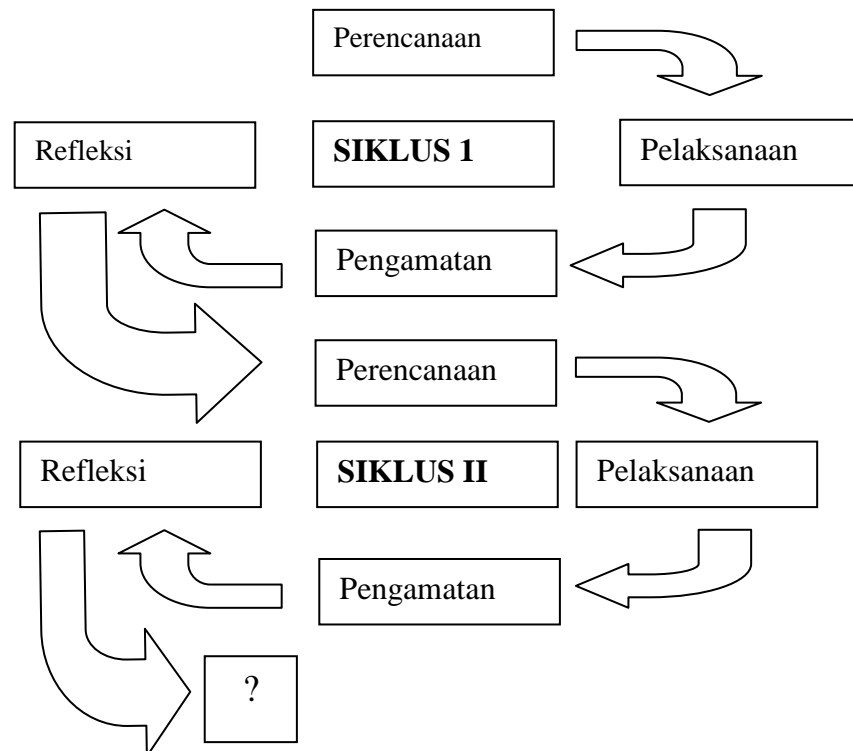 Perencanaan
Refleksi
SIKLUS 1
Pelaksanaan
Pengamatan
Perencanaan
Refleksi
SIKLUS II
Pelaksanaan
Pengamatan
?